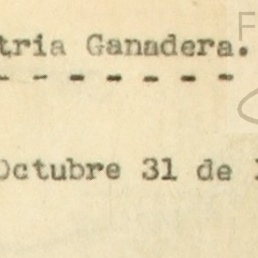 tria Ganadera.
- - - - - - -
Octubre 31 de